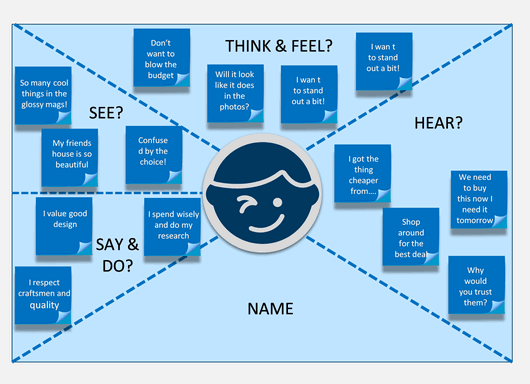 THINK & FEEL?
Don't
want to
blow the
budget
Will it look
like it does
in the
photos?
I wan t
to stand
out a bit!
I wan t
to stand
out a bit!
SEE?
So many cool
things in the
glossy mags!
My friends
house is so
beautiful
Confuse
d by the
choice!
HEAR?
I got the
thing
cheaper
from....
We need
to buy
this now I
need it
tomorrow
Shop
around
for the
best deal
Why
would
you trust
them?
SAY &
DO?
I value good
design
I spend wisely
and do my
research
I respect
craftsmen and
quality
NAME